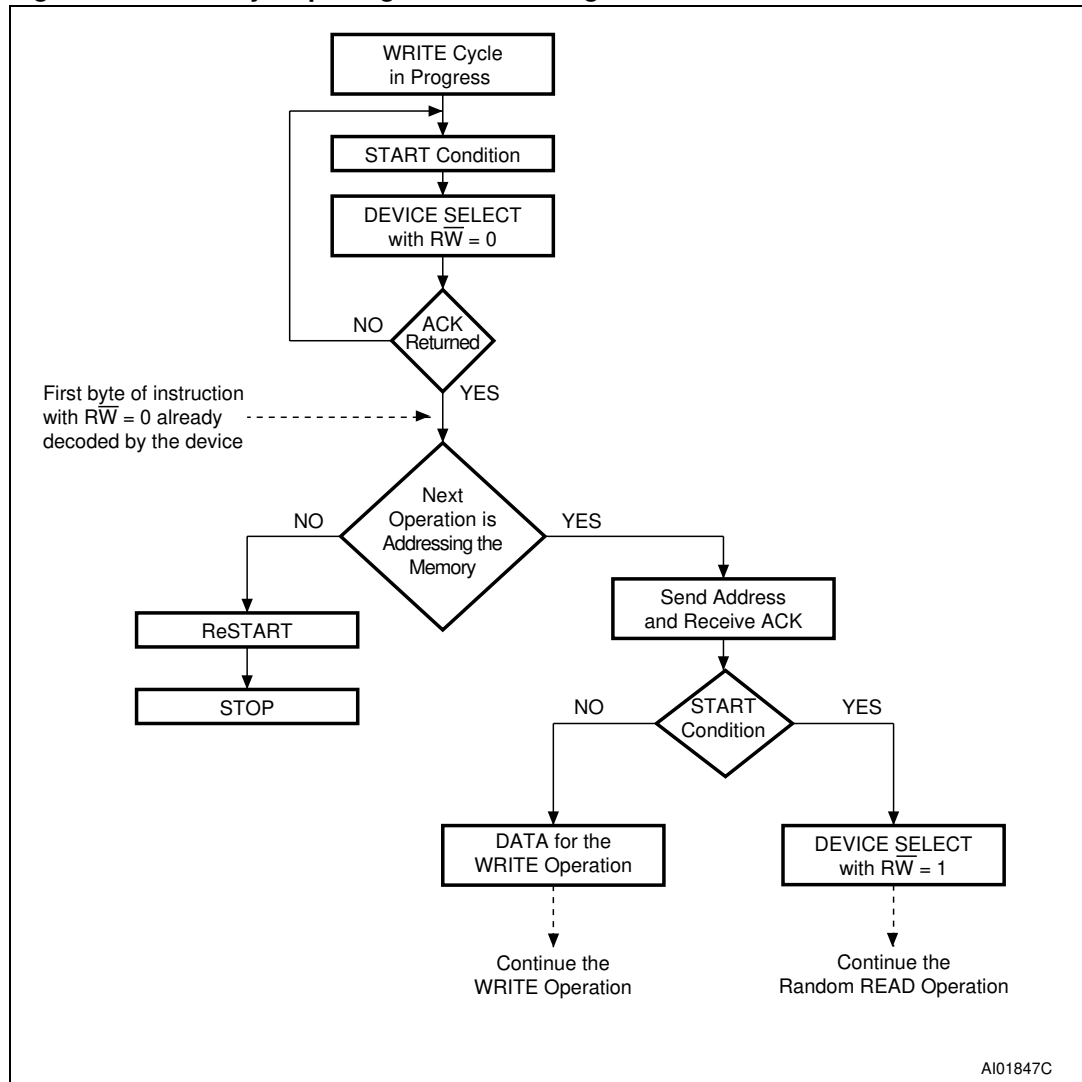 WRITE Cycle
in Progress
START Condition
DEVICE SELECT
with RW̅ = 0
NO
ACK
Returned
YES
First byte of instruction
with RW̅ = 0 already
decoded by the device
Next
Operation is
Addressing the
Memory
NO
YES
Send Address
and Receive ACK
ReSTART
STOP
START
Condition
NO
YES
DATA for the
WRITE Operation
DEVICE SELECT
with RW̅ = 1
Continue the
WRITE Operation
Continue the
Random READ Operation
AI01847C